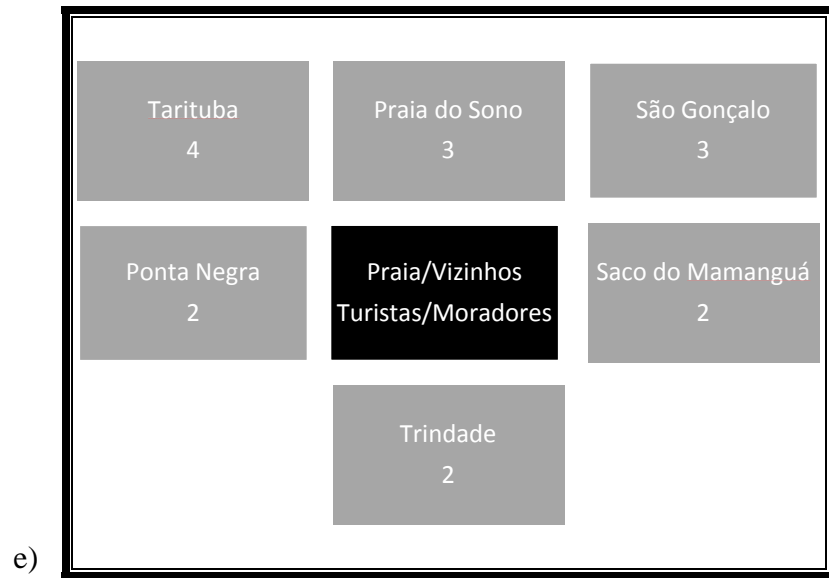 Tarituba
4
Praia do Sono
3
São Gonçalo
3
Ponta Negra
2
Praia/Vizinhos
Turistas/Moradores
Saco do Mamanguá
2
Trindade
2
e)